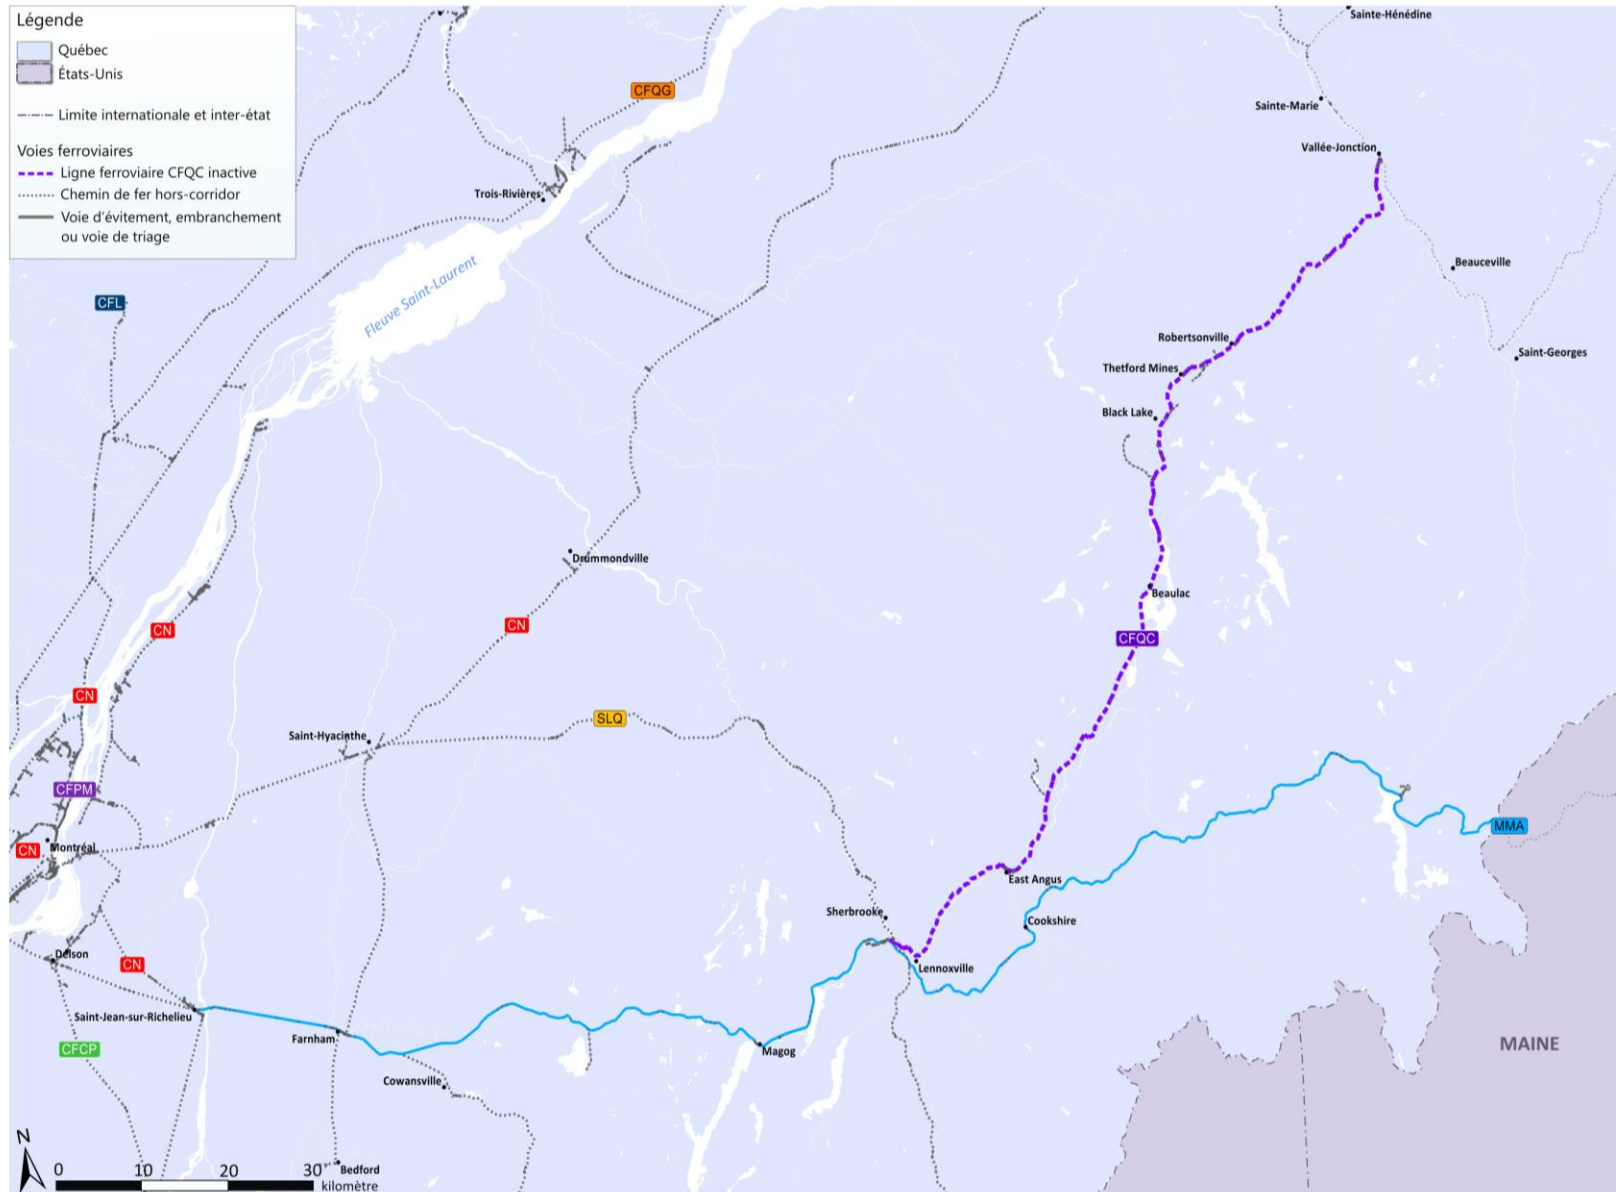 Légende
Québec
États-Unis
Limite internationale et inter-état
Voies ferroviaires
Ligne ferroviaire CFQC inactive
Chemin de fer hors-corridor
Voie d'évitement, embranchement
ou voie de triage
Sainte-Hénédine
CFQG
Sainte-Marie
Vallée-Jonction
Trois-Rivières
Beauceville
Fleuve Saint-Laurent
CFL
Robertsonville
Saint-Georges
Thetford Mines
Black Lake
Drummondville
Beaulac
CN
CN
CFQC
CN
SLQ
Saint-Hyacinthe
CFPM
MMA
Montréal
CN
East Angus
Sherbrooke
Cookshire
Delson
CN
Lennoxville
Saint-Jean-sur-Richelieu
Farnham
MAINE
CFCP
Magog
Cowansville
N
0 10 20 30
kilomètre
Bedford